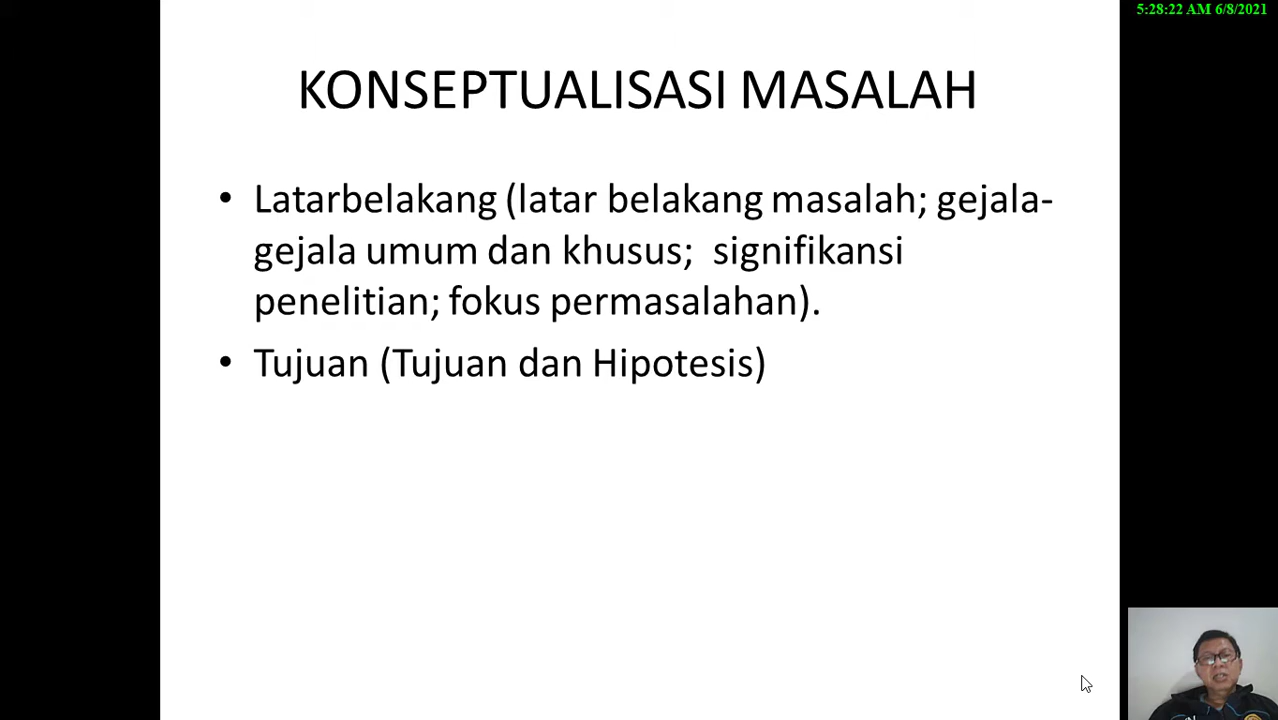 5:28:22 AM 6/8/2021
KONSEPTUALISASI MASALAH
• Latarbelakang (latar belakang masalah; gejala-
gejala umum dan khusus; signifikansi
penelitian; fokus permasalahan).
• Tujuan (Tujuan dan Hipotesis)